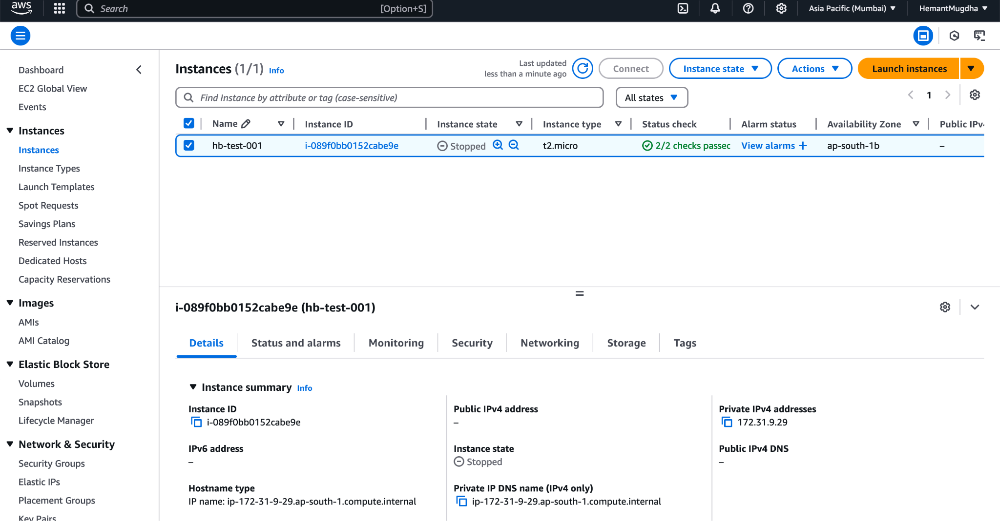 aws
Search [Option+S]
Asia Pacific (Mumbai)
HemantMugdha
Dashboard
EC2 Global View
Events
Instances
Instances
Instance Types
Launch Templates
Spot Requests
Savings Plans
Reserved Instances
Dedicated Hosts
Capacity Reservations
Images
AMIs
AMI Catalog
Elastic Block Store
Volumes
Snapshots
Lifecycle Manager
Network & Security
Security Groups
Elastic IPs
Placement Groups
Key Pairs
Instances (1/1) Info
Last updated
less than a minute ago
Connect
Instance state
Actions
Launch instances
Find Instance by attribute or tag (case-sensitive)
All states
1
Name Instance ID Instance state Instance type Status check Alarm status Availability Zone Public IPv4
hb-test-001 i-089f0bb0152cabe9e Stopped t2.micro 2/2 checks passec View alarms + ap-south-1b –
i-089f0bb0152cabe9e (hb-test-001)
Details Status and alarms Monitoring Security Networking Storage Tags
Instance summary Info
Instance ID
i-089f0bb0152cabe9e
Public IPv4 address
–
Private IPv4 addresses
172.31.9.29
IPv6 address
–
Instance state
Stopped
Public IPv4 DNS
–
Hostname type
IP name: ip-172-31-9-29.ap-south-1.compute.internal
Private IP DNS name (IPv4 only)
ip-172-31-9-29.ap-south-1.compute.internal